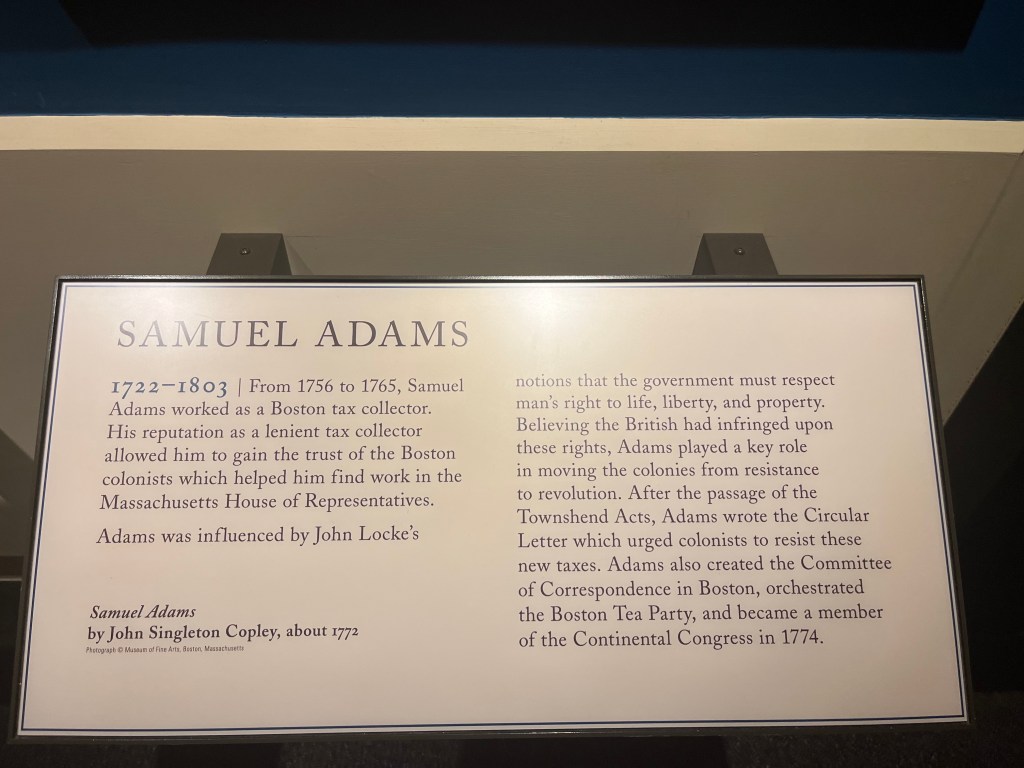 SAMUEL ADAMS
1722–1803 | From 1756 to 1765, Samuel
Adams worked as a Boston tax collector.
His reputation as a lenient tax collector
allowed him to gain the trust of the Boston
colonists which helped him find work in the
Massachusetts House of Representatives.
Adams was influenced by John Locke's
notions that the government must respect
man's right to life, liberty, and property.
Believing the British had infringed upon
these rights, Adams played a key role
in moving the colonies from resistance
to revolution. After the passage of the
Townshend Acts, Adams wrote the Circular
Letter which urged colonists to resist these
new taxes. Adams also created the Committee
of Correspondence in Boston, orchestrated
the Boston Tea Party, and became a member
of the Continental Congress in 1774.
Samuel Adams
by John Singleton Copley, about 1772
Photograph © Museum of Fine Arts, Boston, Massachusetts